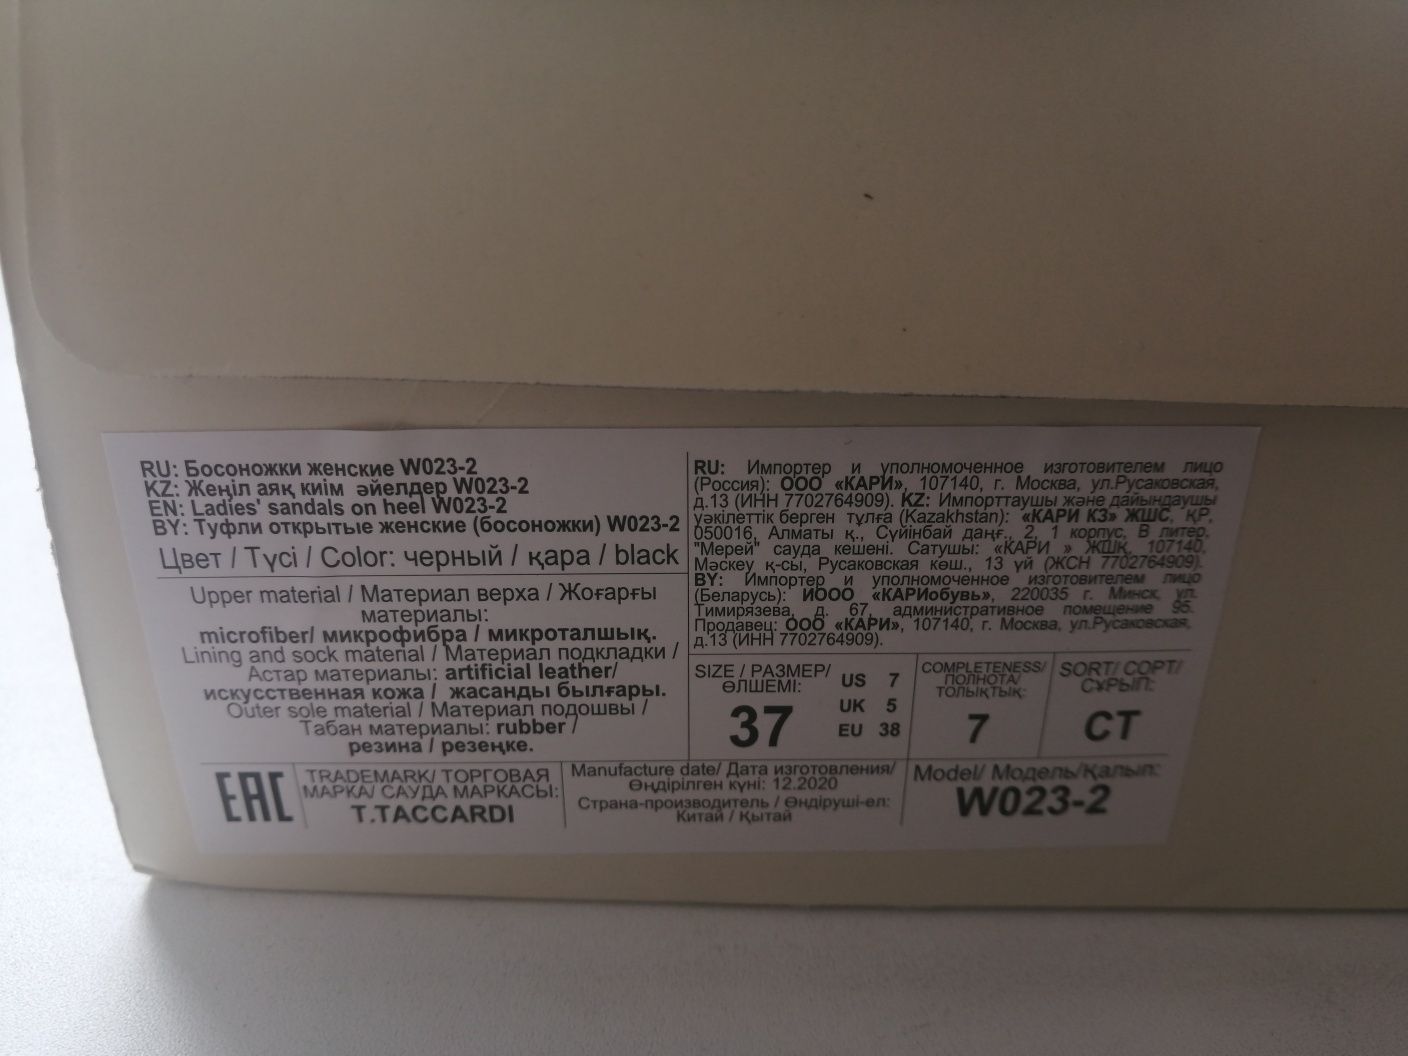 RU: Босоножки женские W023-2
KZ: Жеңіл аяқ киім әйелдер W023-2
EN: Ladies' sandals on heel W023-2
BY: Туфли открытые женские (босоножки) W023-2
Цвет / Түсі / Color: черный / қара / black
Upper material / Материал верха / Жоғарғы
материалы:
microfiber/ микрофибра / микроталшық.
Lining and sock material / Материал подкладки /
Астар материалы: artificial leather/
искусственная кожа / жасанды былғары.
Outer sole material / Материал подошвы /
Табан материалы: rubber /
резина / резеңке.
RU: Импортер и уполномоченное изготовителем лицо
(Россия): ООО «КАРИ», 107140, г. Москва, ул.Русаковская,
д.13 (ИНН 7702764909). KZ: Импорттаушы және дайындаушы
уәкілеттік берген тұлға (Kazakhstan): «КАРИ КЗ» ЖШС, ҚР,
050016, Алматы қ., Сүйінбай даңғ., 2, 1 корпус, В литер,
"Мерей" сауда кешені. Сатушы: «КАРИ » ЖШҚ, 107140,
Мәскеу қ-сы, Русаковская көш., 13 үй (ЖСН 7702764909).
BY: Импортер и уполномоченное изготовителем лицо
(Беларусь): ИООО «КАРИобувь», 220035 г. Минск, ул.
Тимирязева, д. 67, административное помещение 95.
Продавец: ООО «КАРИ», 107140, г. Москва, ул.Русаковская,
д.13 (ИНН 7702764909).
SIZE / РАЗМЕР/
ӨЛШЕМІ:
37
US 7
UK 5
EU 38
COMPLETENESS/
ПОЛНОТА/
ТОЛЫҚТЫҚ:
7
SORT/ СОРТ/
СҰРЫП:
СТ
EAC
TRADEMARK/ ТОРГОВАЯ
МАРКА/ САУДА МАРКАСЫ:
T.TACCARDI
Manufacture date/ Дата изготовления/
Өңдірілген күні: 12.2020
Страна-производитель / Өндіруші-ел:
Китай / Қытай
Model/ Модель/Қалып:
W023-2